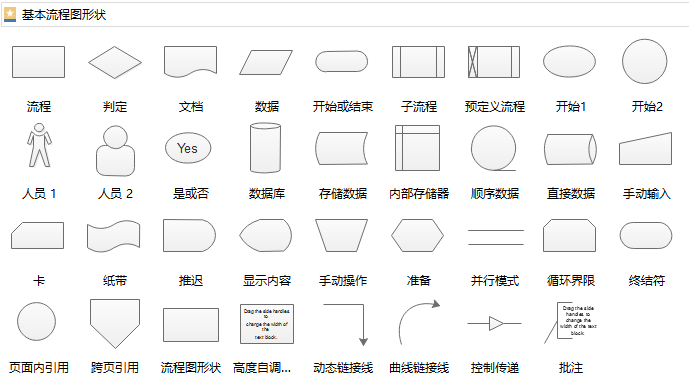 基本流程图形状
流程 判定 文档 数据 开始或结束 子流程 预定义流程 开始1 开始2
Yes
人员 1 人员 2 是或否 数据库 存储数据 内部存储器 顺序数据 直接数据 手动输入
卡 纸带 推迟 显示内容 手动操作 准备 并行模式 循环界限 终结符
Drag the side handles
to
change the width of
the
text block.
Drag the side
handles to
change the
width of the text
block.
页面内引用 跨页引用 流程图形状 高度自调... 动态链接线 曲线链接线 控制传递 批注